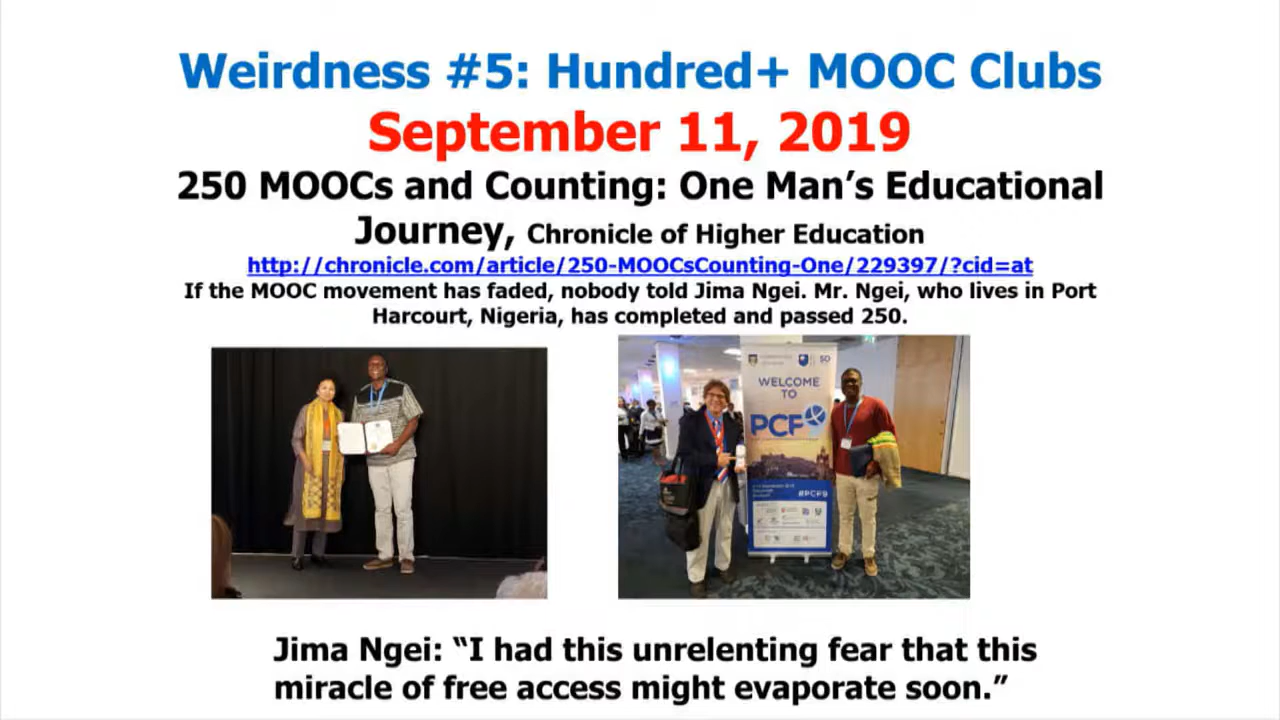 Weirdness #5: Hundred+ MOOC Clubs
September 11, 2019
250 MOOCs and Counting: One Man’s Educational
Journey, Chronicle of Higher Education
http://chronicle.com/article/250-MOOCsCounting-One/229397/?cid=at
If the MOOC movement has faded, nobody told Jima Ngei. Mr. Ngei, who lives in Port
Harcourt, Nigeria, has completed and passed 250.
WELCOME
TO
PCF9
#PCF9
Jima Ngei: “I had this unrelenting fear that this
miracle of free access might evaporate soon.”